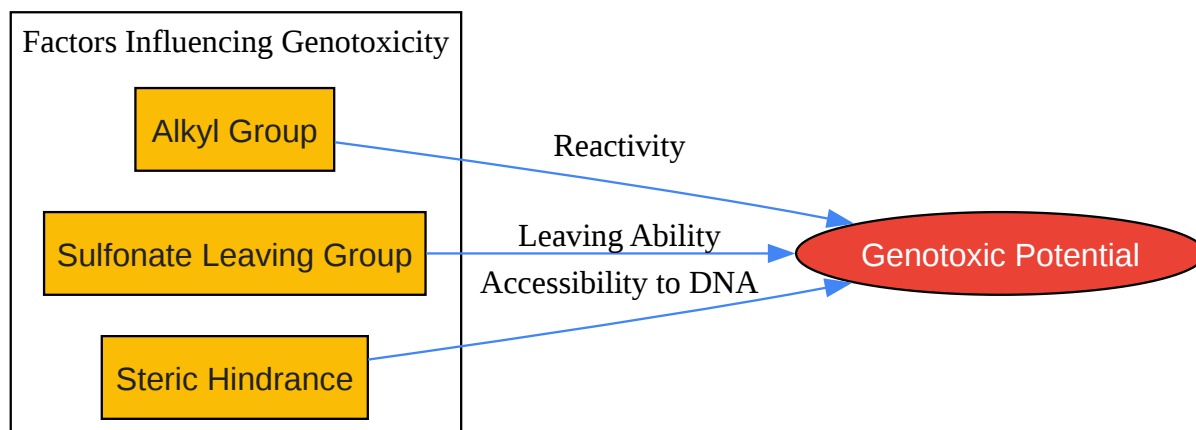 Factors Influencing Genotoxicity
Alkyl Group
Reactivity
Sulfonate Leaving Group
Leaving Ability
Genotoxic Potential
Accessibility to DNA
Steric Hindrance